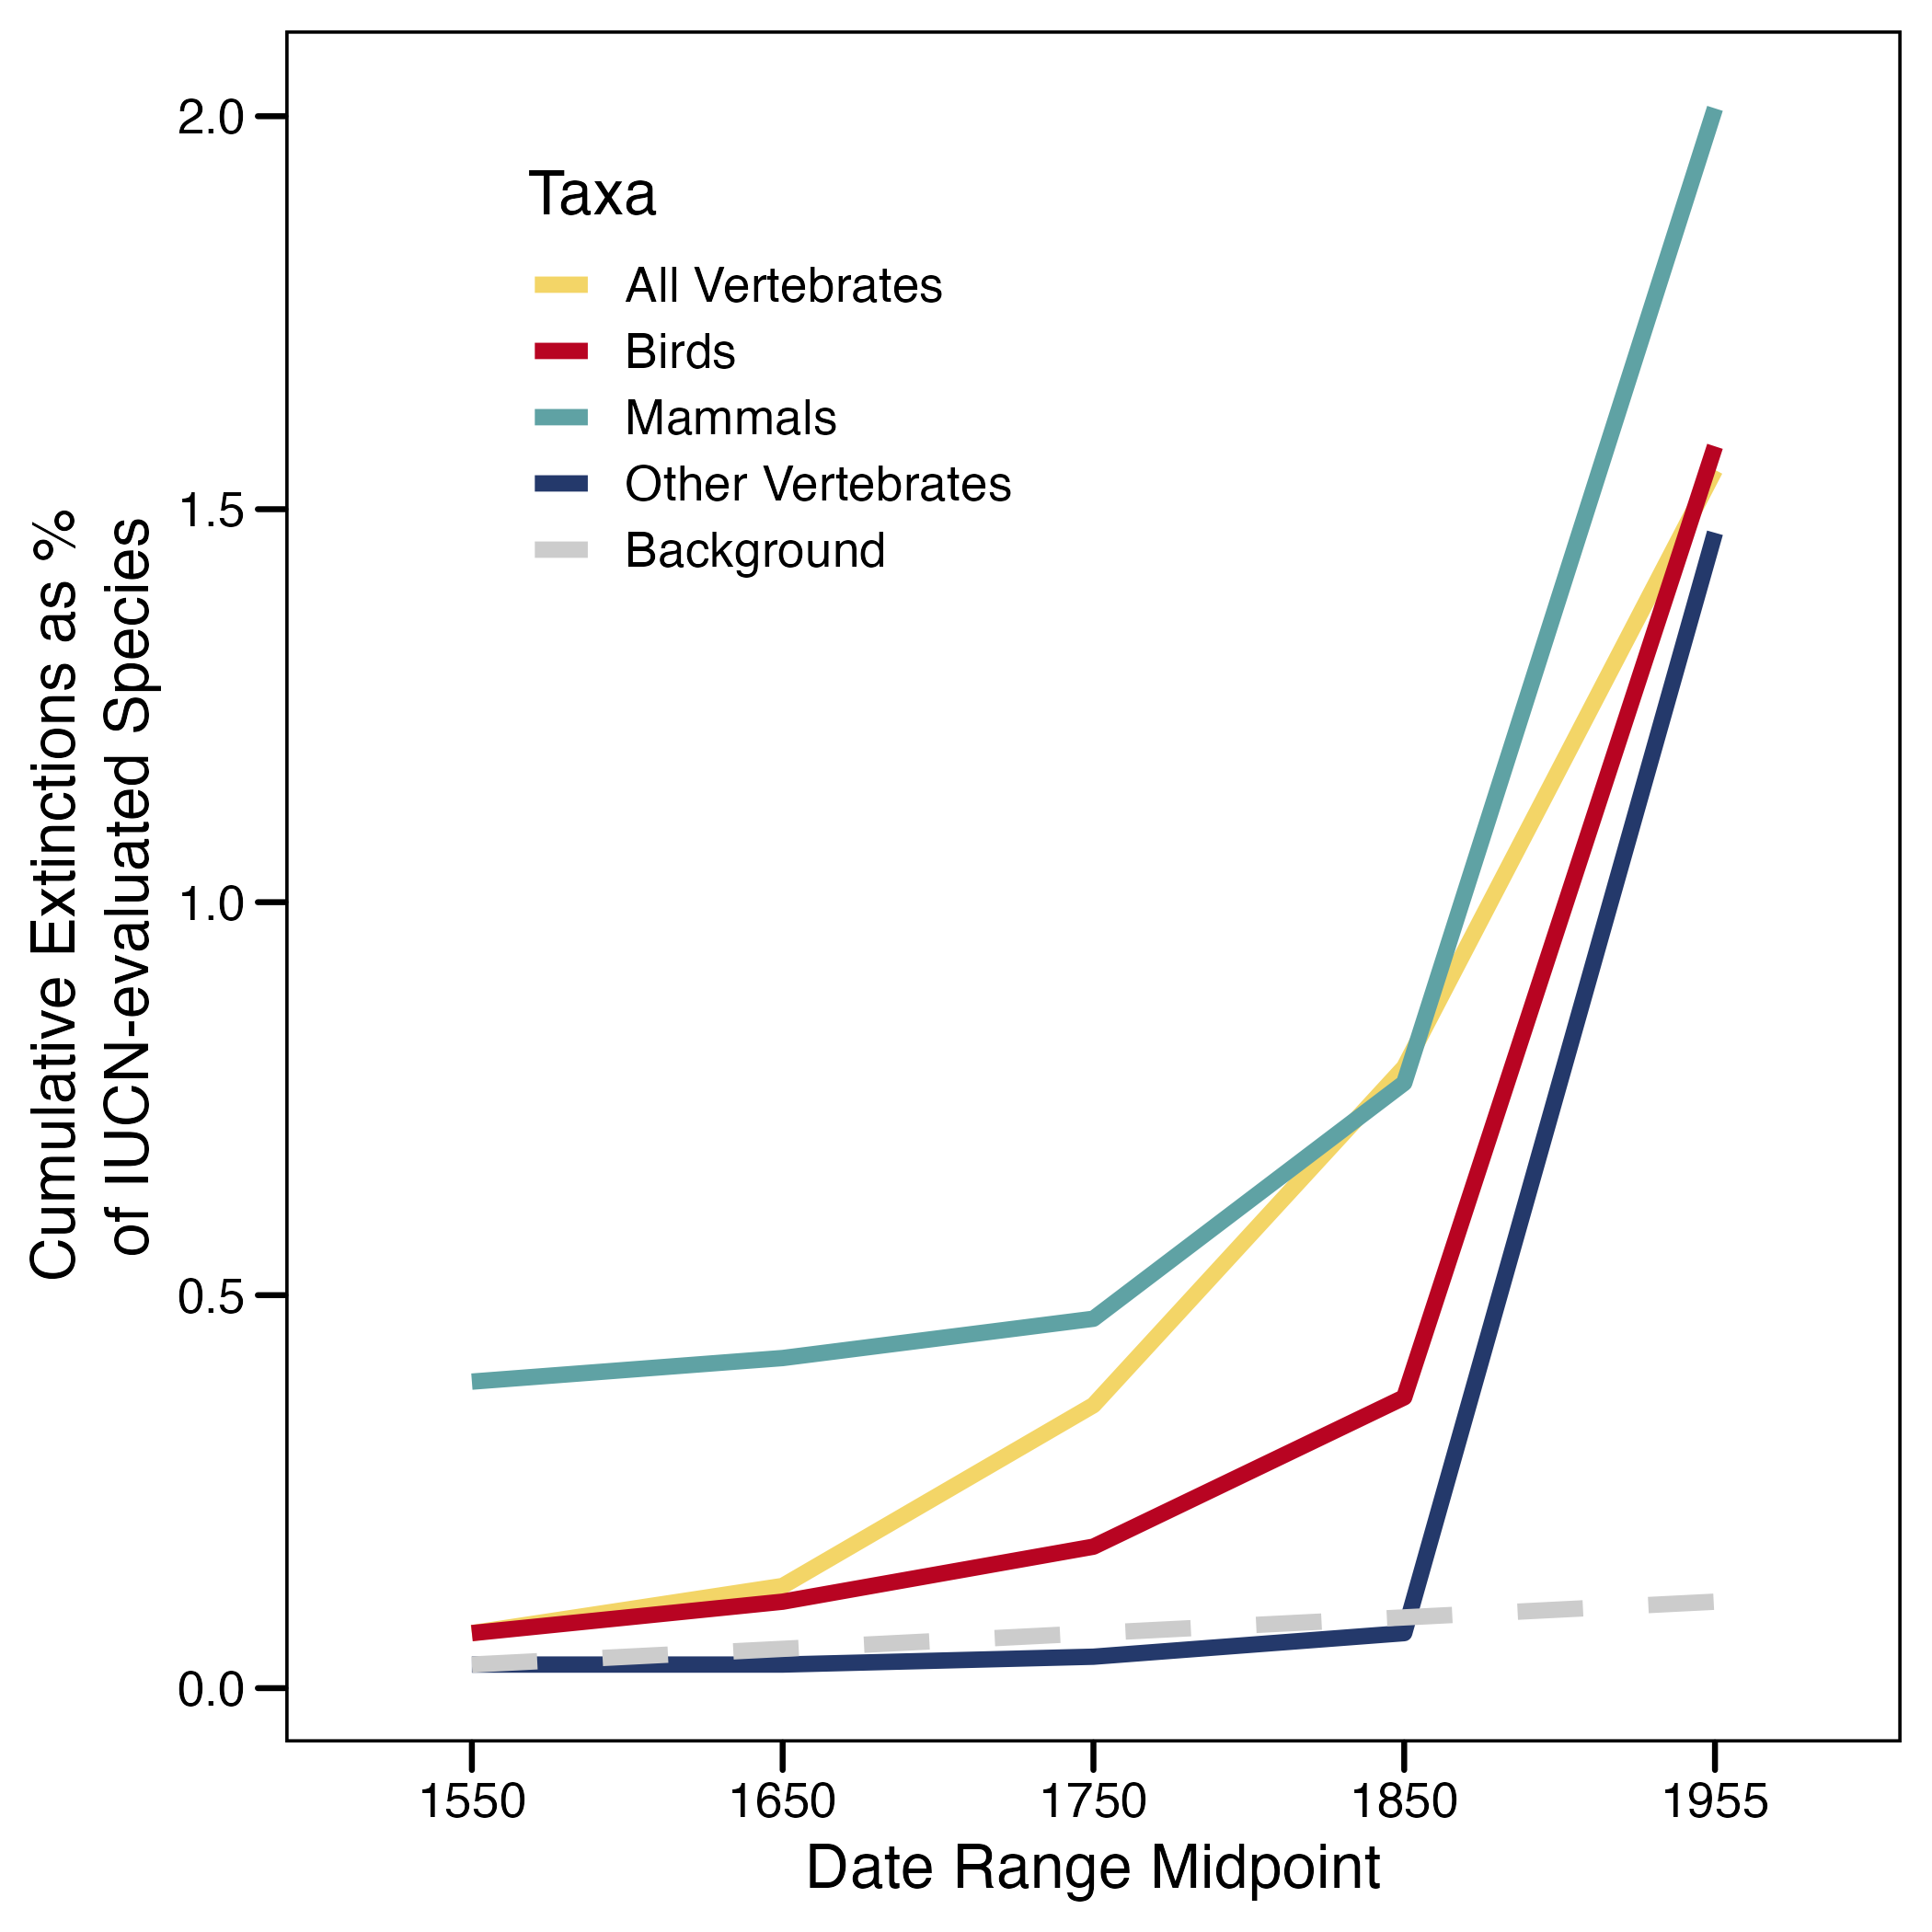 Cumulative Extinctions as %
of IUCN-evaluated Species
2.0
1.5
1.0
0.5
0.0
Taxa
All Vertebrates
Birds
Mammals
Other Vertebrates
Background
1550
1650
1750
1850
1955
Date Range Midpoint